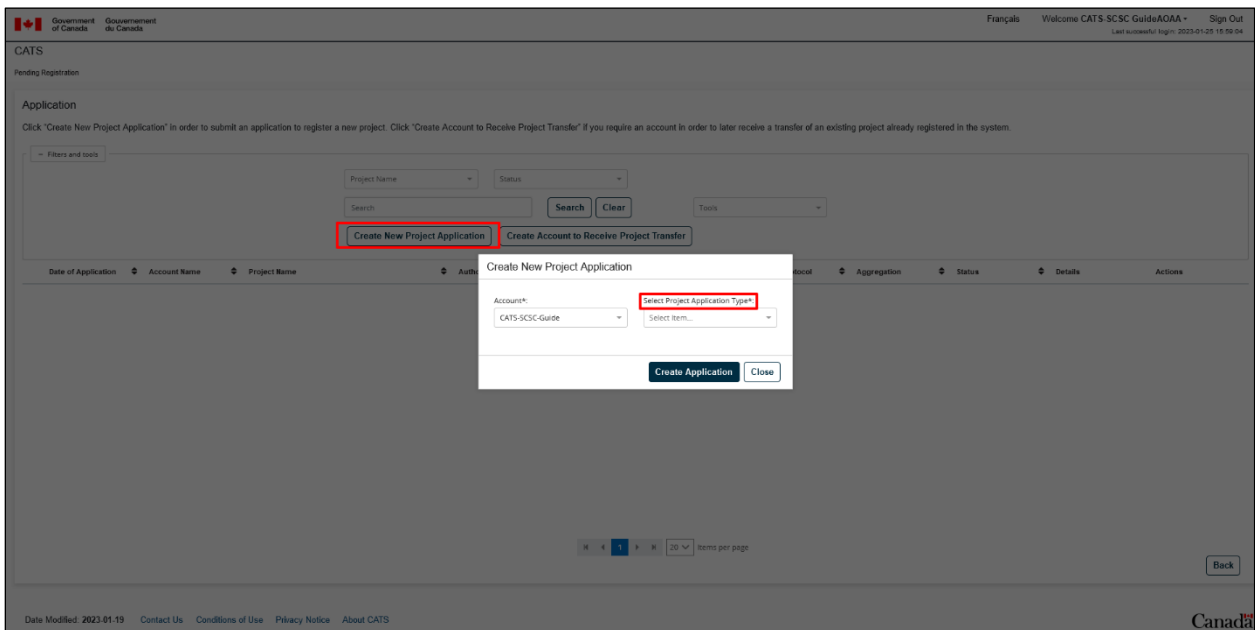 Government Gouvernement
of Canada du Canada
Français Welcome CATS-SCSC GuideAOAA Sign Out
Last successful login: 2023-01-25 15:59:04
CATS
Pending Registration
Application
Click "Create New Project Application" in order to submit an application to register a new project. Click "Create Account to Receive Project Transfer" if you require an account in order to later receive a transfer of an existing project already registered in the system.
Filters and tools
Project Name Status
Search Search Clear Tools
Create New Project Application Create Account to Receive Project Transfer
Create New Project Application
Date of Application Account Name Project Name Autho tocol Aggregation Status Details Actions
Account*: Select Project Application Type*:
CATS-SCSC-Guide Select Item...
Create Application Close
1 20 items per page
Back
Date Modified: 2023-01-19 Contact Us Conditions of Use Privacy Notice About CATS
Canada